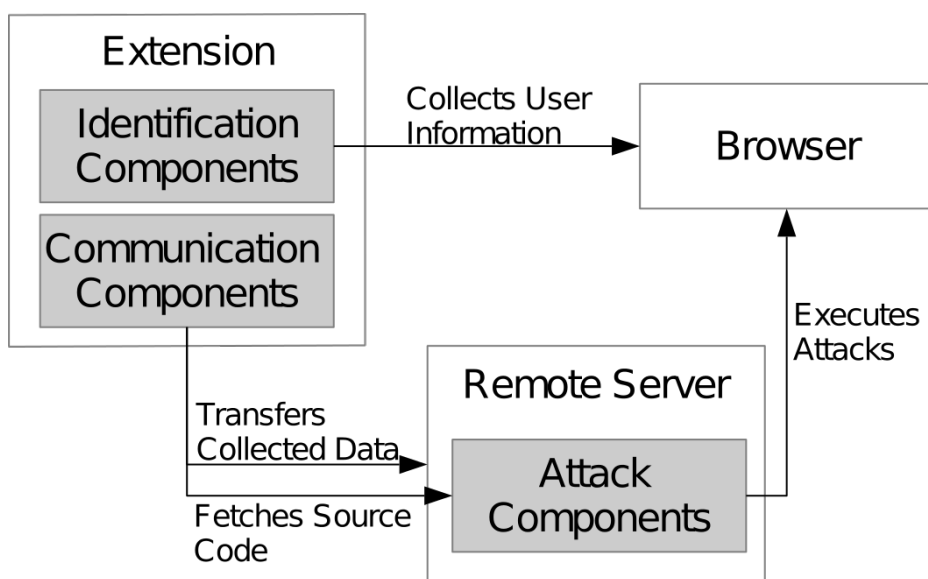 Extension
Identification
Components
Communication
Components
Collects User
Information
Browser
Executes
Attacks
Transfers
Collected Data
Fetches Source
Code
Remote Server
Attack
Components